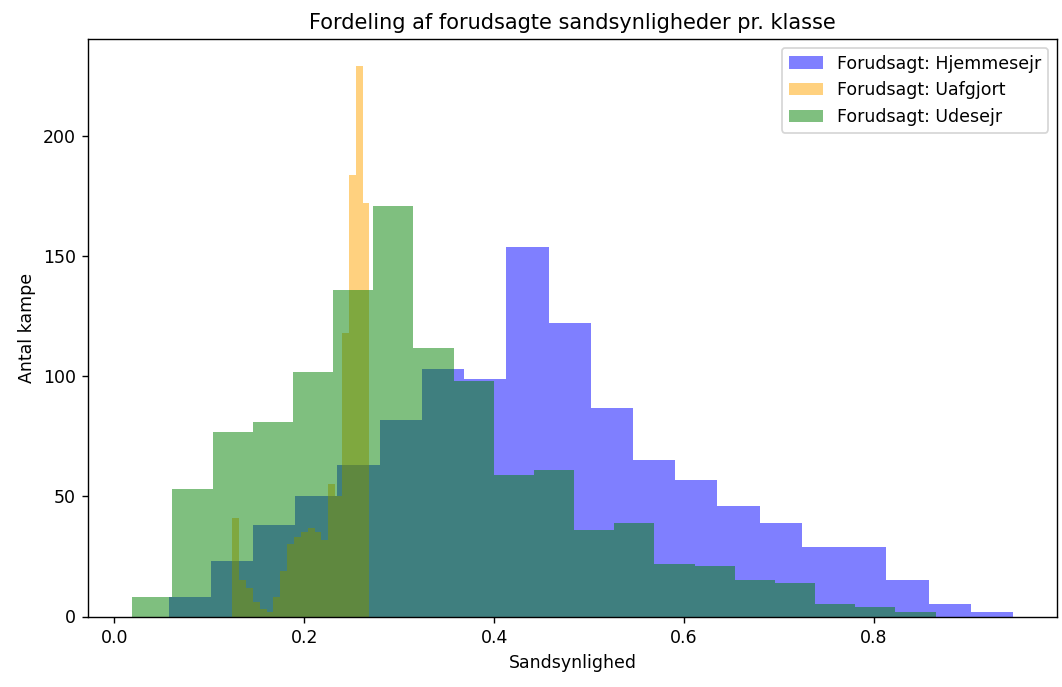 Fordeling af forudsagte sandsynligheder pr. klasse
Forudsagt: Hjemmesejr
Forudsagt: Uafgjort
Forudsagt: Udesejr
Antal kampe
200
150
100
50
0
0.0 0.2 0.4 0.6 0.8
Sandsynlighed